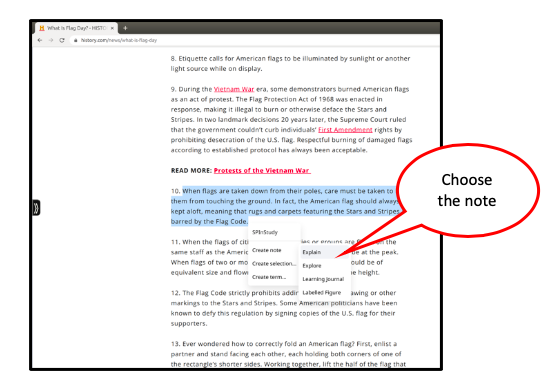 What is Flag Day? - HIST
history.com/news/what-is-flag-day
8. Etiquette calls for American flags to be illuminated by sunlight or another
light source while on display.
9. During the Vietnam War era, some demonstrators burned American flags
as an act of protest. The Flag Protection Act of 1968 was enacted in
response, making it illegal to burn or otherwise deface the Stars and
Stripes. In two landmark decisions 20 years later, the Supreme Court ruled
that the government couldn't curb individuals' First Amendment rights by
prohibiting desecration of the U.S. flag. Respectful burning of damaged flags
according to established protocol has always been acceptable.
READ MORE: Protests of the Vietnam War
10. When flags are taken down from their poles, care must be taken to
them from touching the ground. In fact, the American flag should always
kept aloft, meaning that rugs and carpets featuring the Stars and Stripes
barred by the Flag Code.
Choose
the note
SPInStudy
Create note
Create selection...
Create term...
Explain
Explore
Learning Journal
Labelled Figure
11. When the flags of citi es or groups are on the
same staff as the Americ be at the peak.
When flags of two or mo ould be of
equivalent size and flow e height.
12. The Flag Code strictly prohibits addin awing or other
markings to the Stars and Stripes. Some American politicians have been
known to defy this regulation by signing copies of the U.S. flag for their
supporters.
13. Ever wondered how to correctly fold an American flag? First, enlist a
partner and stand facing each other, each holding both corners of one of
the rectangle's shorter sides. Working together, lift the half of the flag that